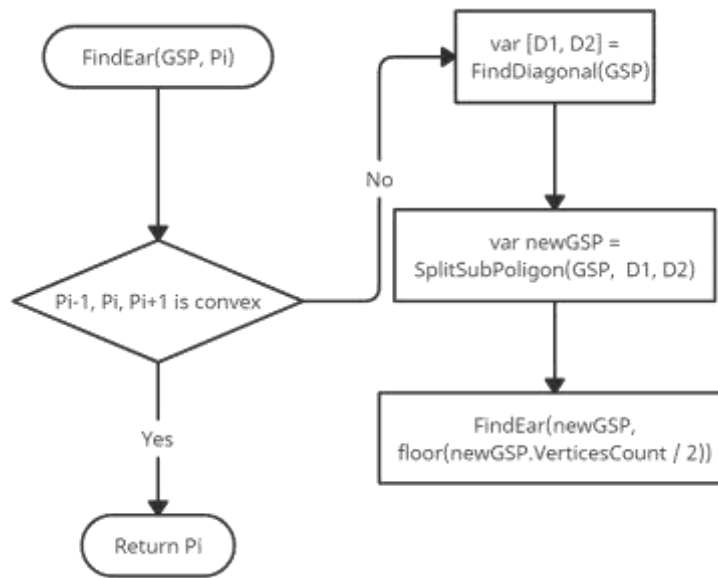 FindEar(GSP, Pi)
Pi-1, Pi, Pi+1 is convex
Yes
Return Pi
No
var [D1, D2] =
FindDiagonal(GSP)
var newGSP =
SplitSubPoligon(GSP, D1, D2)
FindEar(newGSP,
floor(newGSP.VerticesCount / 2))